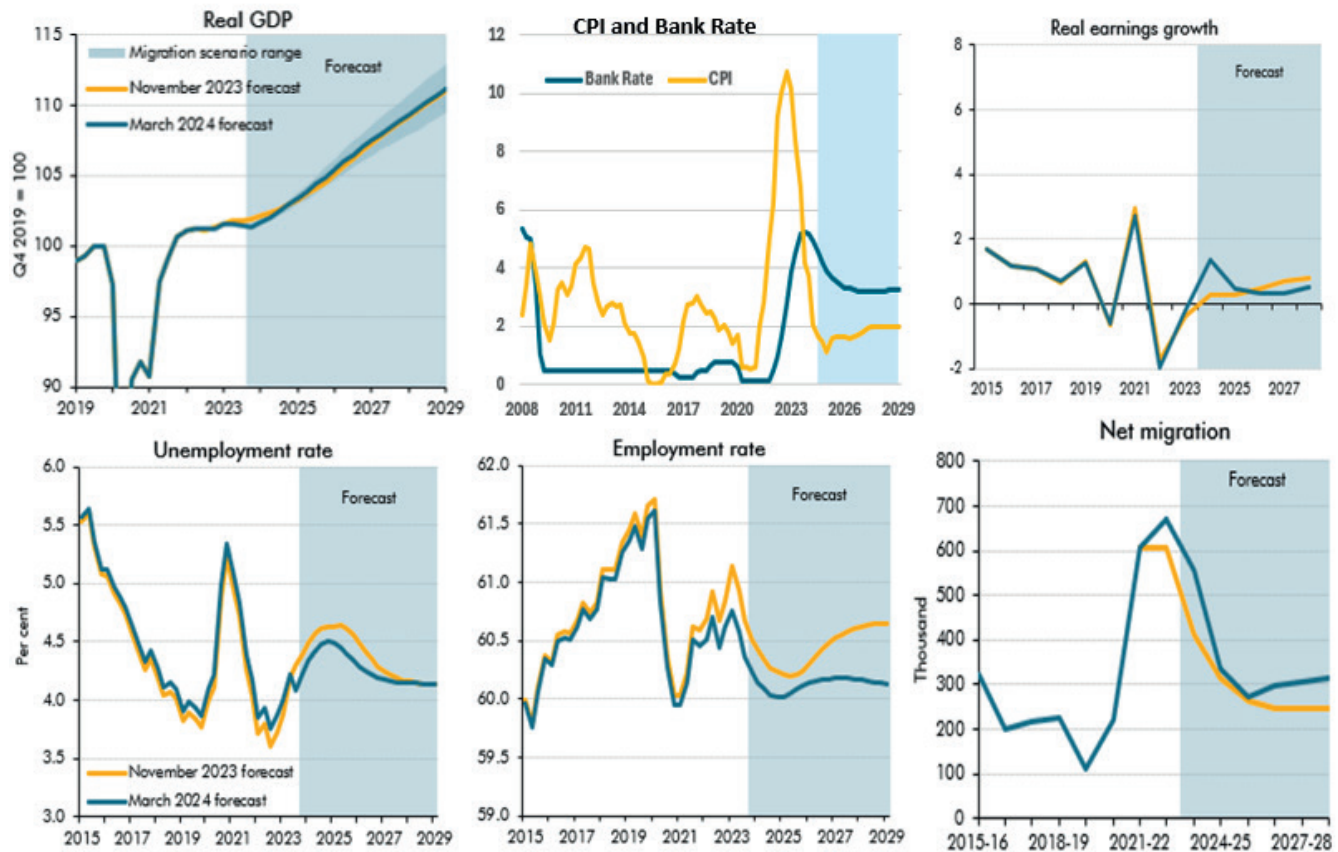 Real GDP
115
110
105
100
95
90
Q4 2019 = 100
Migration scenario range
November 2023 forecast
March 2024 forecast
Forecast
2019 2021 2023 2025 2027 2029
CPI and Bank Rate
12
10
8
6
4
2
0
Bank Rate CPI
2008 2011 2014 2017 2020 2023 2026 2029
Real earnings growth
8
6
4
2
0
-2
Forecast
2015 2017 2019 2021 2023 2025 2027
Unemployment rate
6.0
5.5
5.0
4.5
4.0
3.5
3.0
Per cent
Forecast
November 2023 forecast
March 2024 forecast
2015 2017 2019 2021 2023 2025 2027 2029
Employment rate
62.0
61.5
61.0
60.5
60.0
59.5
59.0
Forecast
2015 2017 2019 2021 2023 2025 2027 2029
Net migration
800
700
600
500
400
300
200
100
0
Thousand
Forecast
2015-16 2018-19 2021-22 2024-25 2027-28